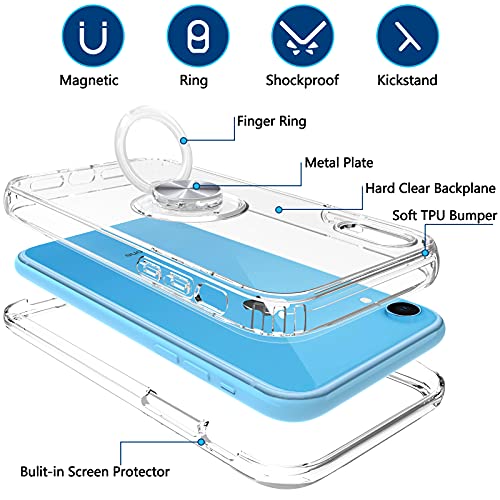 Magnetic
Ring
Shockproof
Kickstand
Finger Ring
Metal Plate
Hard Clear Backplane
Soft TPU Bumper
Bulit-in Screen Protector